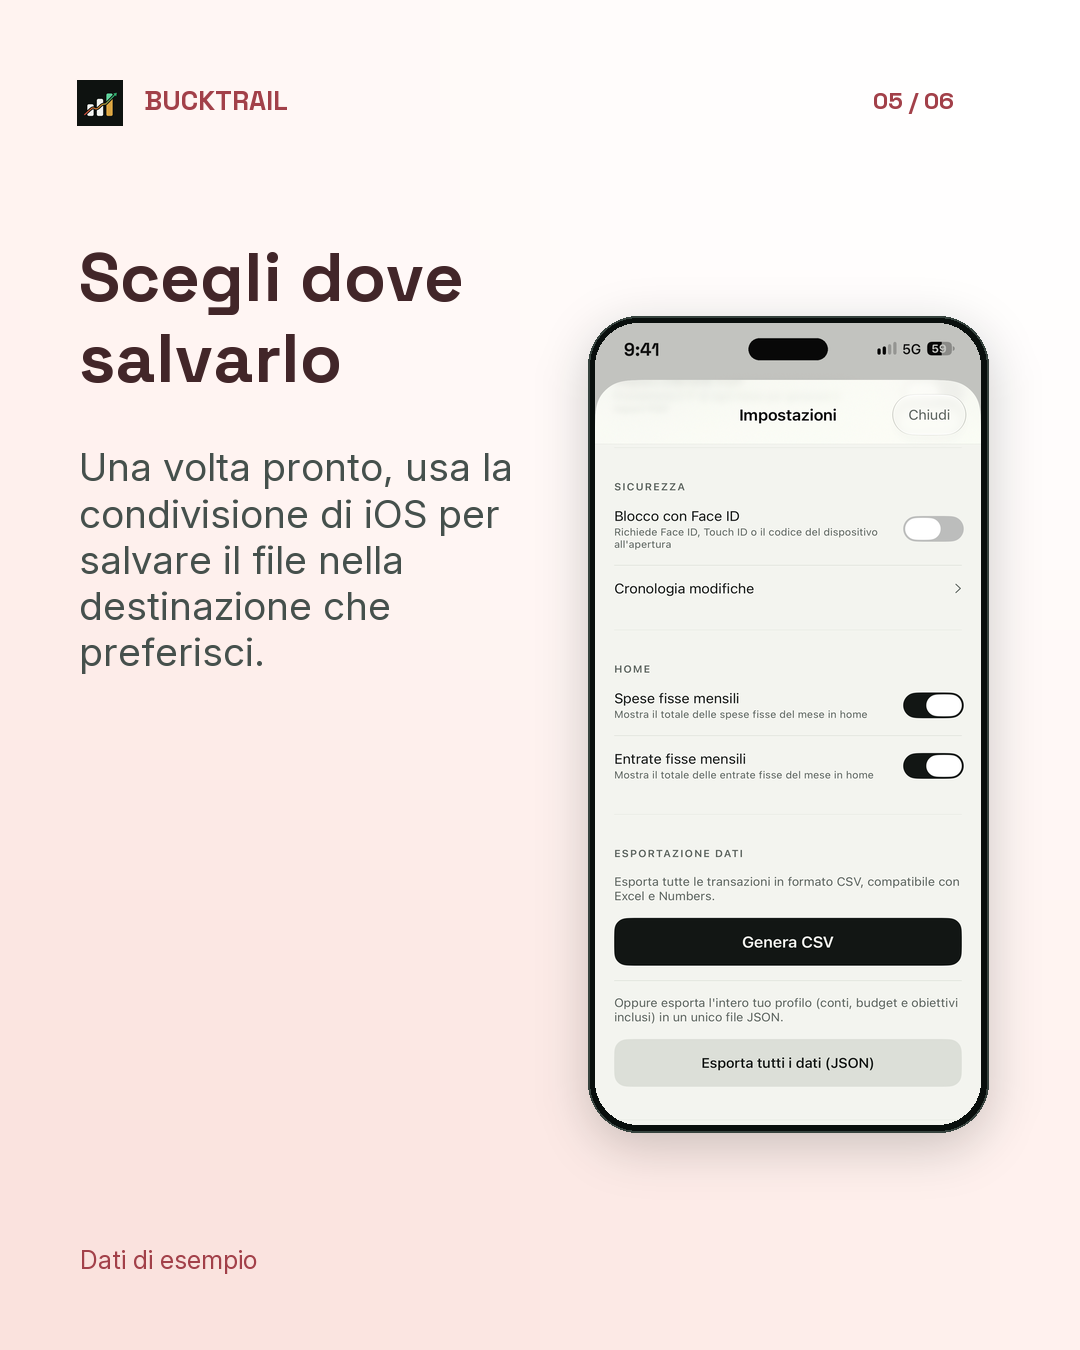 BUCKTRAIL
05 / 06
Scegli dove
salvarlo
Una volta pronto, usa la
condivisione di iOS per
salvare il file nella
destinazione che
preferisci.
9:41
5G
59
Impostazioni
Chiudi
SICUREZZA
Blocco con Face ID
Richiede Face ID, Touch ID o il codice del dispositivo
all'apertura
Cronologia modifiche
HOME
Spese fisse mensili
Mostra il totale delle spese fisse del mese in home
Entrate fisse mensili
Mostra il totale delle entrate fisse del mese in home
ESPORTAZIONE DATI
Esporta tutte le transazioni in formato CSV, compatibile con
Excel e Numbers.
Genera CSV
Oppure esporta l'intero tuo profilo (conti, budget e obiettivi
inclusi) in un unico file JSON.
Esporta tutti i dati (JSON)
Dati di esempio